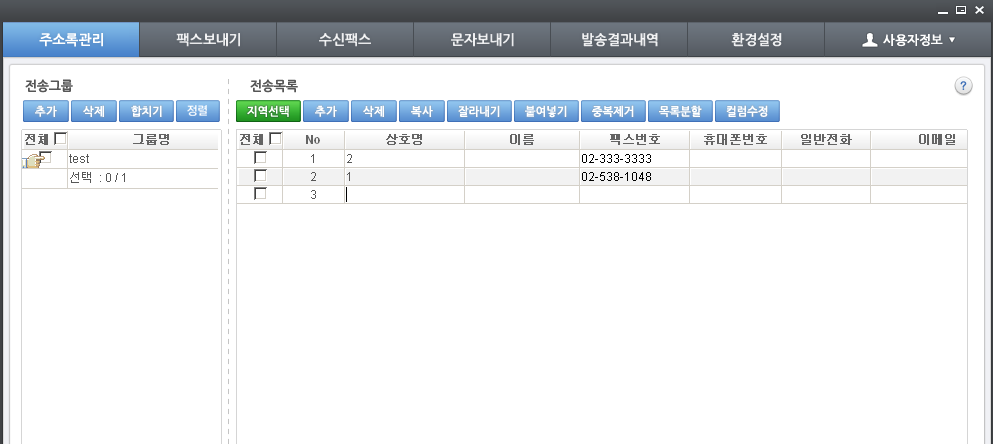 주소록관리 팩스보내기 수신팩스 문자보내기 발송결과내역 환경설정 사용자정보
전송그룹
추가 삭제 합치기 정렬
전체 그룹명
test
선택 : 0 / 1
전송목록
?
지역선택 추가 삭제 복사 잘라내기 붙여넣기 중복제거 목록분할 컬럼수정
전체 No 상호명 이름 팩스번호 휴대폰번호 일반전화 이메일
1 2 02-333-3333
2 1 02-538-1048
3